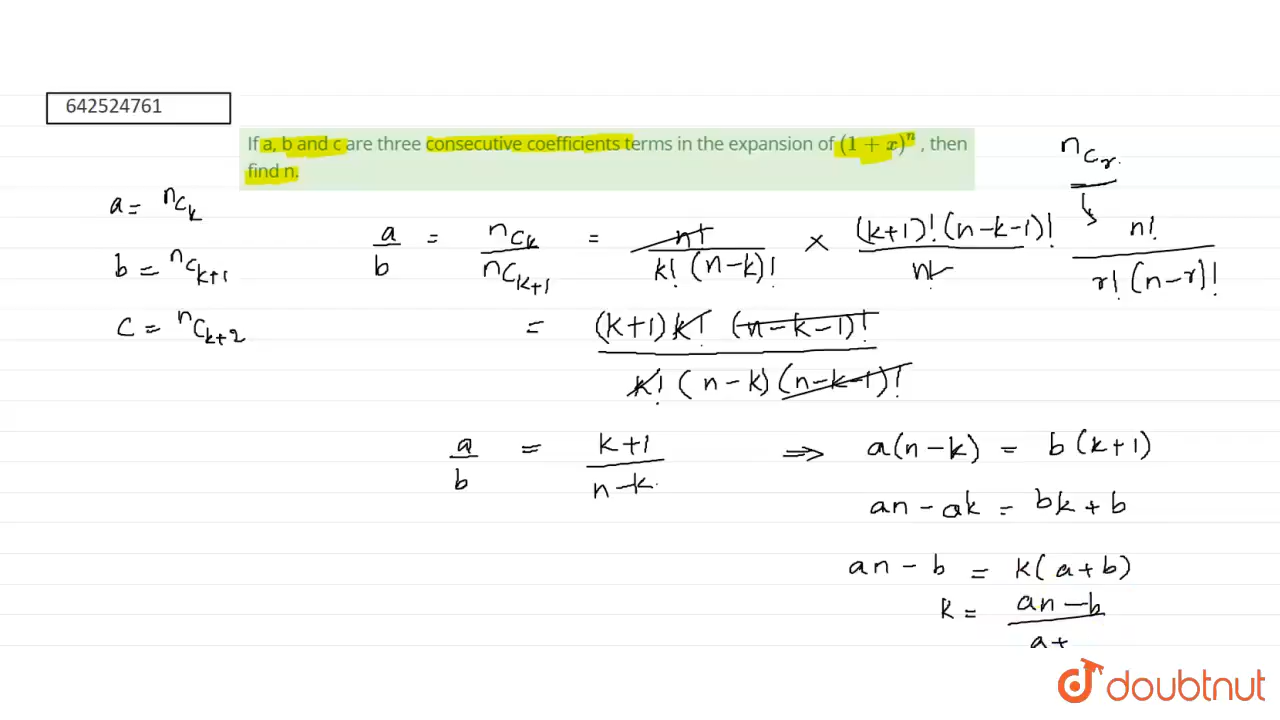 642524761
If a, b and c are three consecutive coefficients terms in the expansion of (1 + x)^n , then
find n.
nCr
n!
r! (n-r)!
a = nCk
b = nCk+1
c = nCk+2
a/b = nCk / nCk+1 = n! / k! (n-k)! × (k+1)! (n-k-1)! / n!
= (k+1) k! (n-k-1)! / k! (n-k) (n-k-1)!
a/b = k+1 / n-k ⇒ a(n-k) = b(k+1)
an - ak = bk + b
an - b = k(a+b)
k = an - b / a+
doubtnut